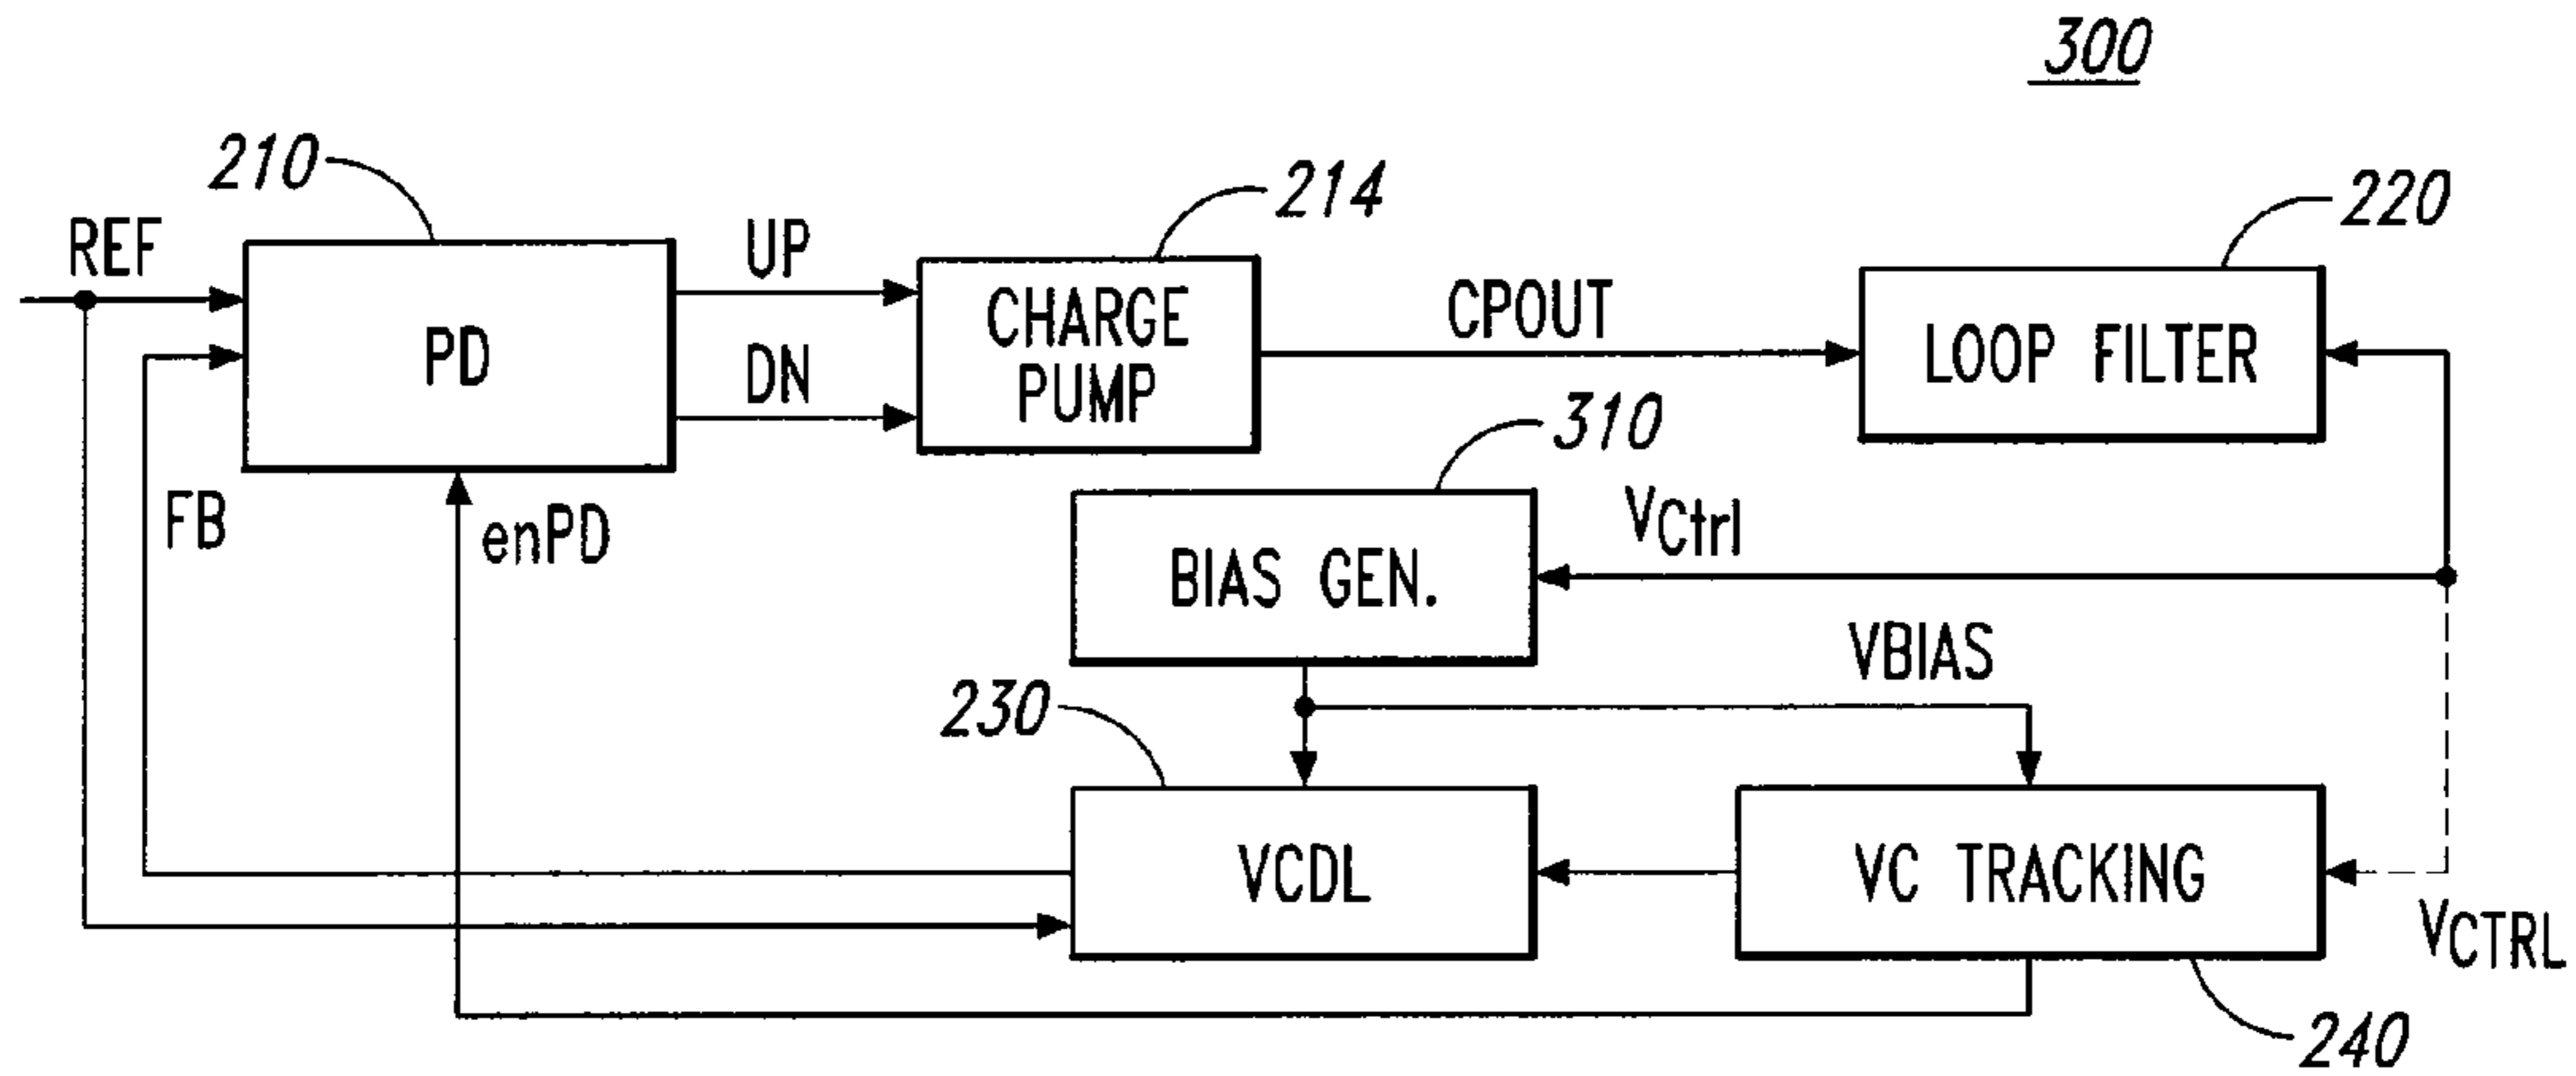 300
210
214
220
REF
UP
CHARGE
PUMP
CPOUT
LOOP FILTER
PD
DN
310
FB
enPD
BIAS GEN.
VCtrl
VBIAS
230
VCDL
VC TRACKING
VCTRL
240